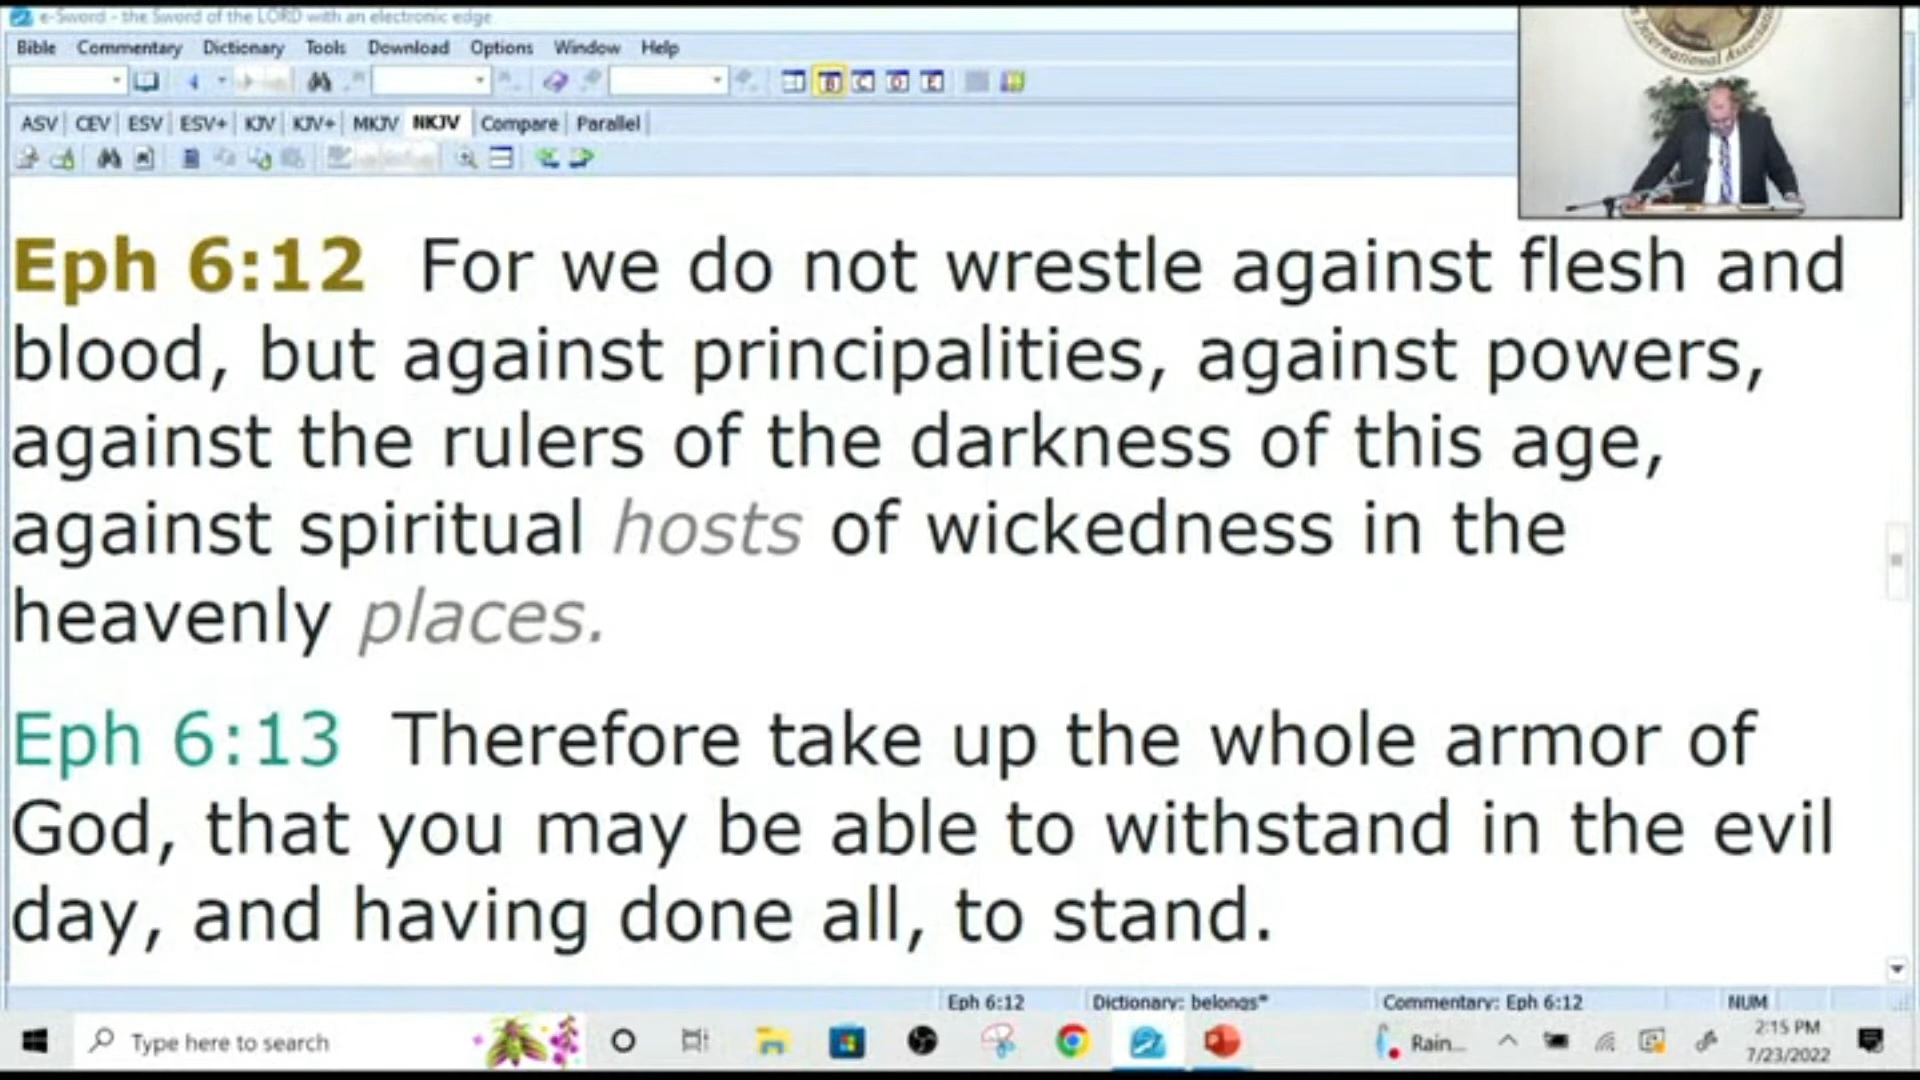 e-Sword - the Sword of the LORD with an electronic edge
Bible Commentary Dictionary Tools Download Options Window Help
International Associa
ASV CEV ESV ESV+ KJV KJV+ MKJV NKJV Compare Parallel
Eph 6:12 For we do not wrestle against flesh and
blood, but against principalities, against powers,
against the rulers of the darkness of this age,
against spiritual hosts of wickedness in the
heavenly places.
Eph 6:13 Therefore take up the whole armor of
God, that you may be able to withstand in the evil
day, and having done all, to stand.
Eph 6:12 Dictionary: belongs* Commentary: Eph 6:12 NUM
Type here to search Rain... 2:15 PM
7/23/2022